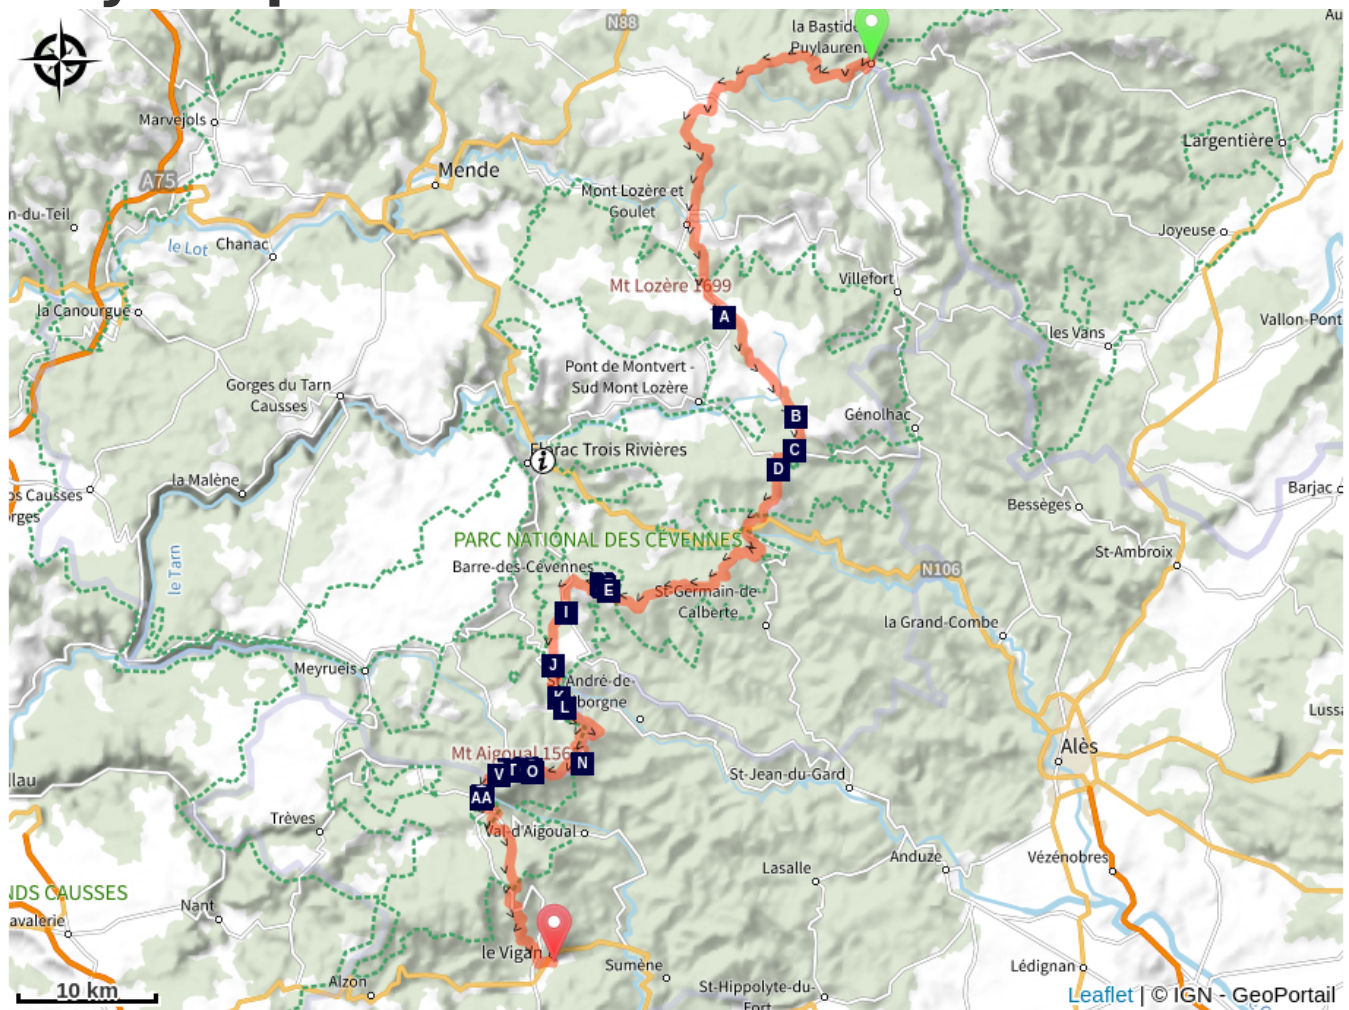 N88
la Bastide
Puylaurent
Au
Marvejols
Largentière
A75
Mende
Mont Lozère et
Goulet
n-du-Teil
le Lot
Chanac
Joyeuse
Villefort
Mt Lozère 1699
la Canourgue
A
Vallon-Pont
les Vans
Pont de Montvert -
Sud Mont Lozère
Gorges du Tarn
Causses
B
Génolhac
C
Florac Trois Rivières
i
D
la Malène
os Causses
orges
Barjac
Bessèges
PARC NATIONAL DES CÉVENNES
St-Ambroix
le Tarn
Barre-des-Cévennes
N106
E
St-Germain-de-
Calberte
I
la Grand-Combe
Meyrueis
J
St-André-de-
borgne
K
L
Lussa
Mt Aigoual 156
Alès
N
V
T
O
St-Jean-du-Gard
llau
AA
Trèves
Val-d'Aigoual
Anduze
Vézénobres
Lasalle
NDS CAUSSES
Nant
avalerie
le Vigan
Sumène
Lédignan
Alzon
St-Hippolyte-du-
Fort
10 km
Leaflet | © IGN - GeoPortail